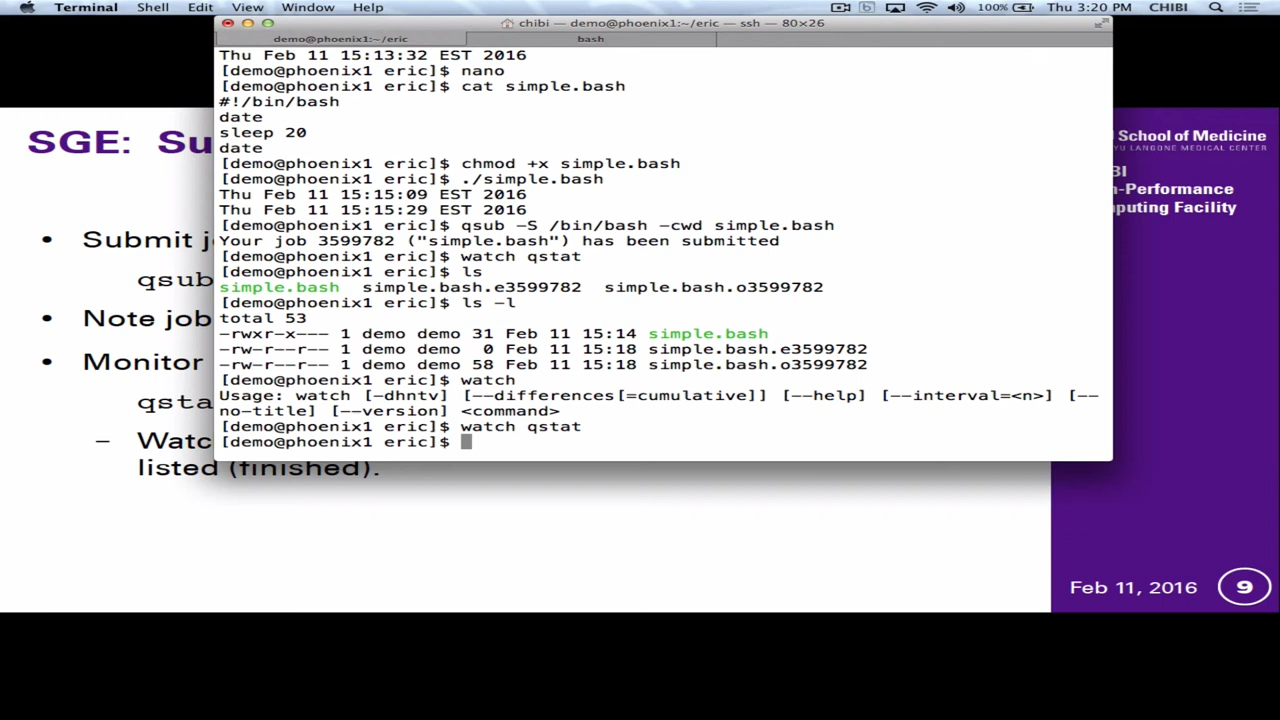 Terminal Shell Edit View Window Help 100% Thu 3:20 PM CHIBI
chibi — demo@phoenix1:~/eric — ssh — 80×26
demo@phoenix1:~/eric bash
Thu Feb 11 15:13:32 EST 2016
[demo@phoenix1 eric]$ nano
[demo@phoenix1 eric]$ cat simple.bash
#!/bin/bash
date
sleep 20
date
[demo@phoenix1 eric]$ chmod +x simple.bash
[demo@phoenix1 eric]$ ./simple.bash
Thu Feb 11 15:15:09 EST 2016
Thu Feb 11 15:15:29 EST 2016
[demo@phoenix1 eric]$ qsub -S /bin/bash -cwd simple.bash
Your job 3599782 ("simple.bash") has been submitted
[demo@phoenix1 eric]$ watch qstat
[demo@phoenix1 eric]$ ls
simple.bash simple.bash.e3599782 simple.bash.o3599782
[demo@phoenix1 eric]$ ls -l
total 53
-rwxr-x--- 1 demo demo 31 Feb 11 15:14 simple.bash
-rw-r--r-- 1 demo demo 0 Feb 11 15:18 simple.bash.e3599782
-rw-r--r-- 1 demo demo 58 Feb 11 15:18 simple.bash.o3599782
[demo@phoenix1 eric]$ watch
Usage: watch [-dhntv] [--differences[=cumulative]] [--help] [--interval=<n>] [--
no-title] [--version] <command>
[demo@phoenix1 eric]$ watch qstat
[demo@phoenix1 eric]$
SGE: Su
• Submit j
qsub
• Note job
• Monitor
qsta
– Watc
listed (finished).
School of Medicine
YU LANGONE MEDICAL CENTER
BI
-Performance
puting Facility
Feb 11, 2016 9